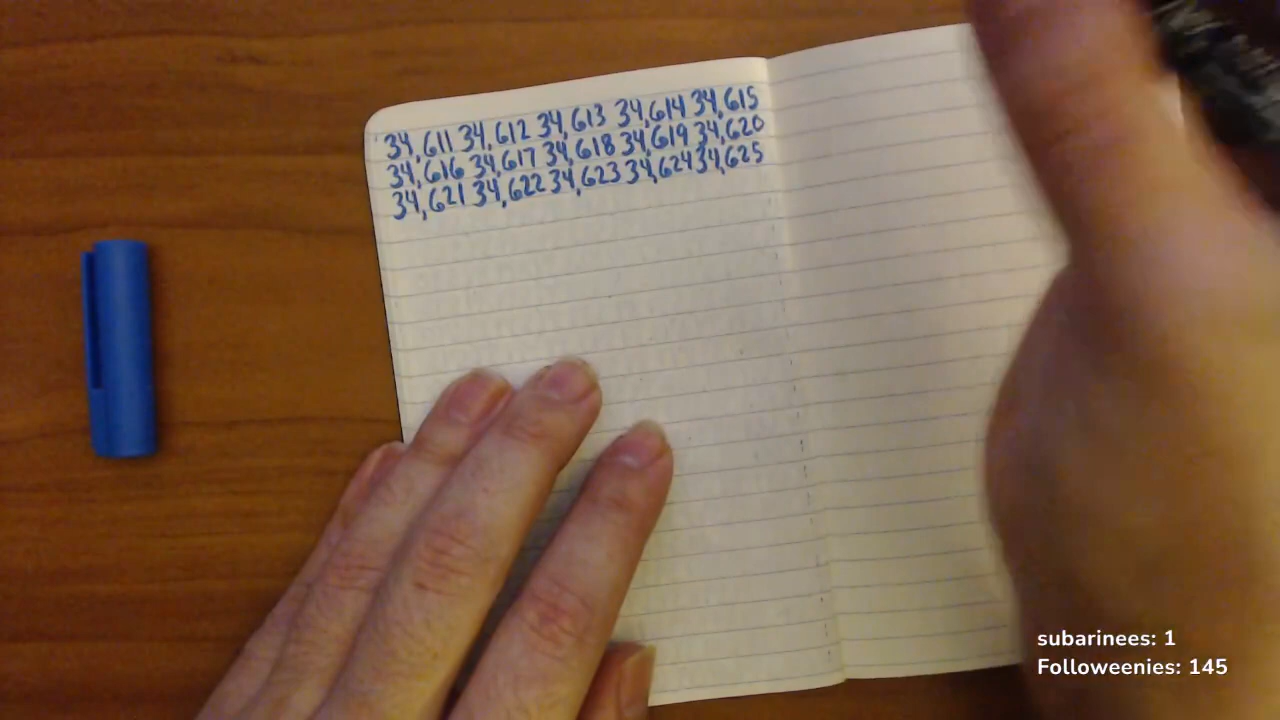 34,611 34,612 34,613 34,614 34,615
34,616 34,617 34,618 34,619 34,620
34,621 34,622 34,623 34,624 34,625
subarinees: 1
Followeenies: 145